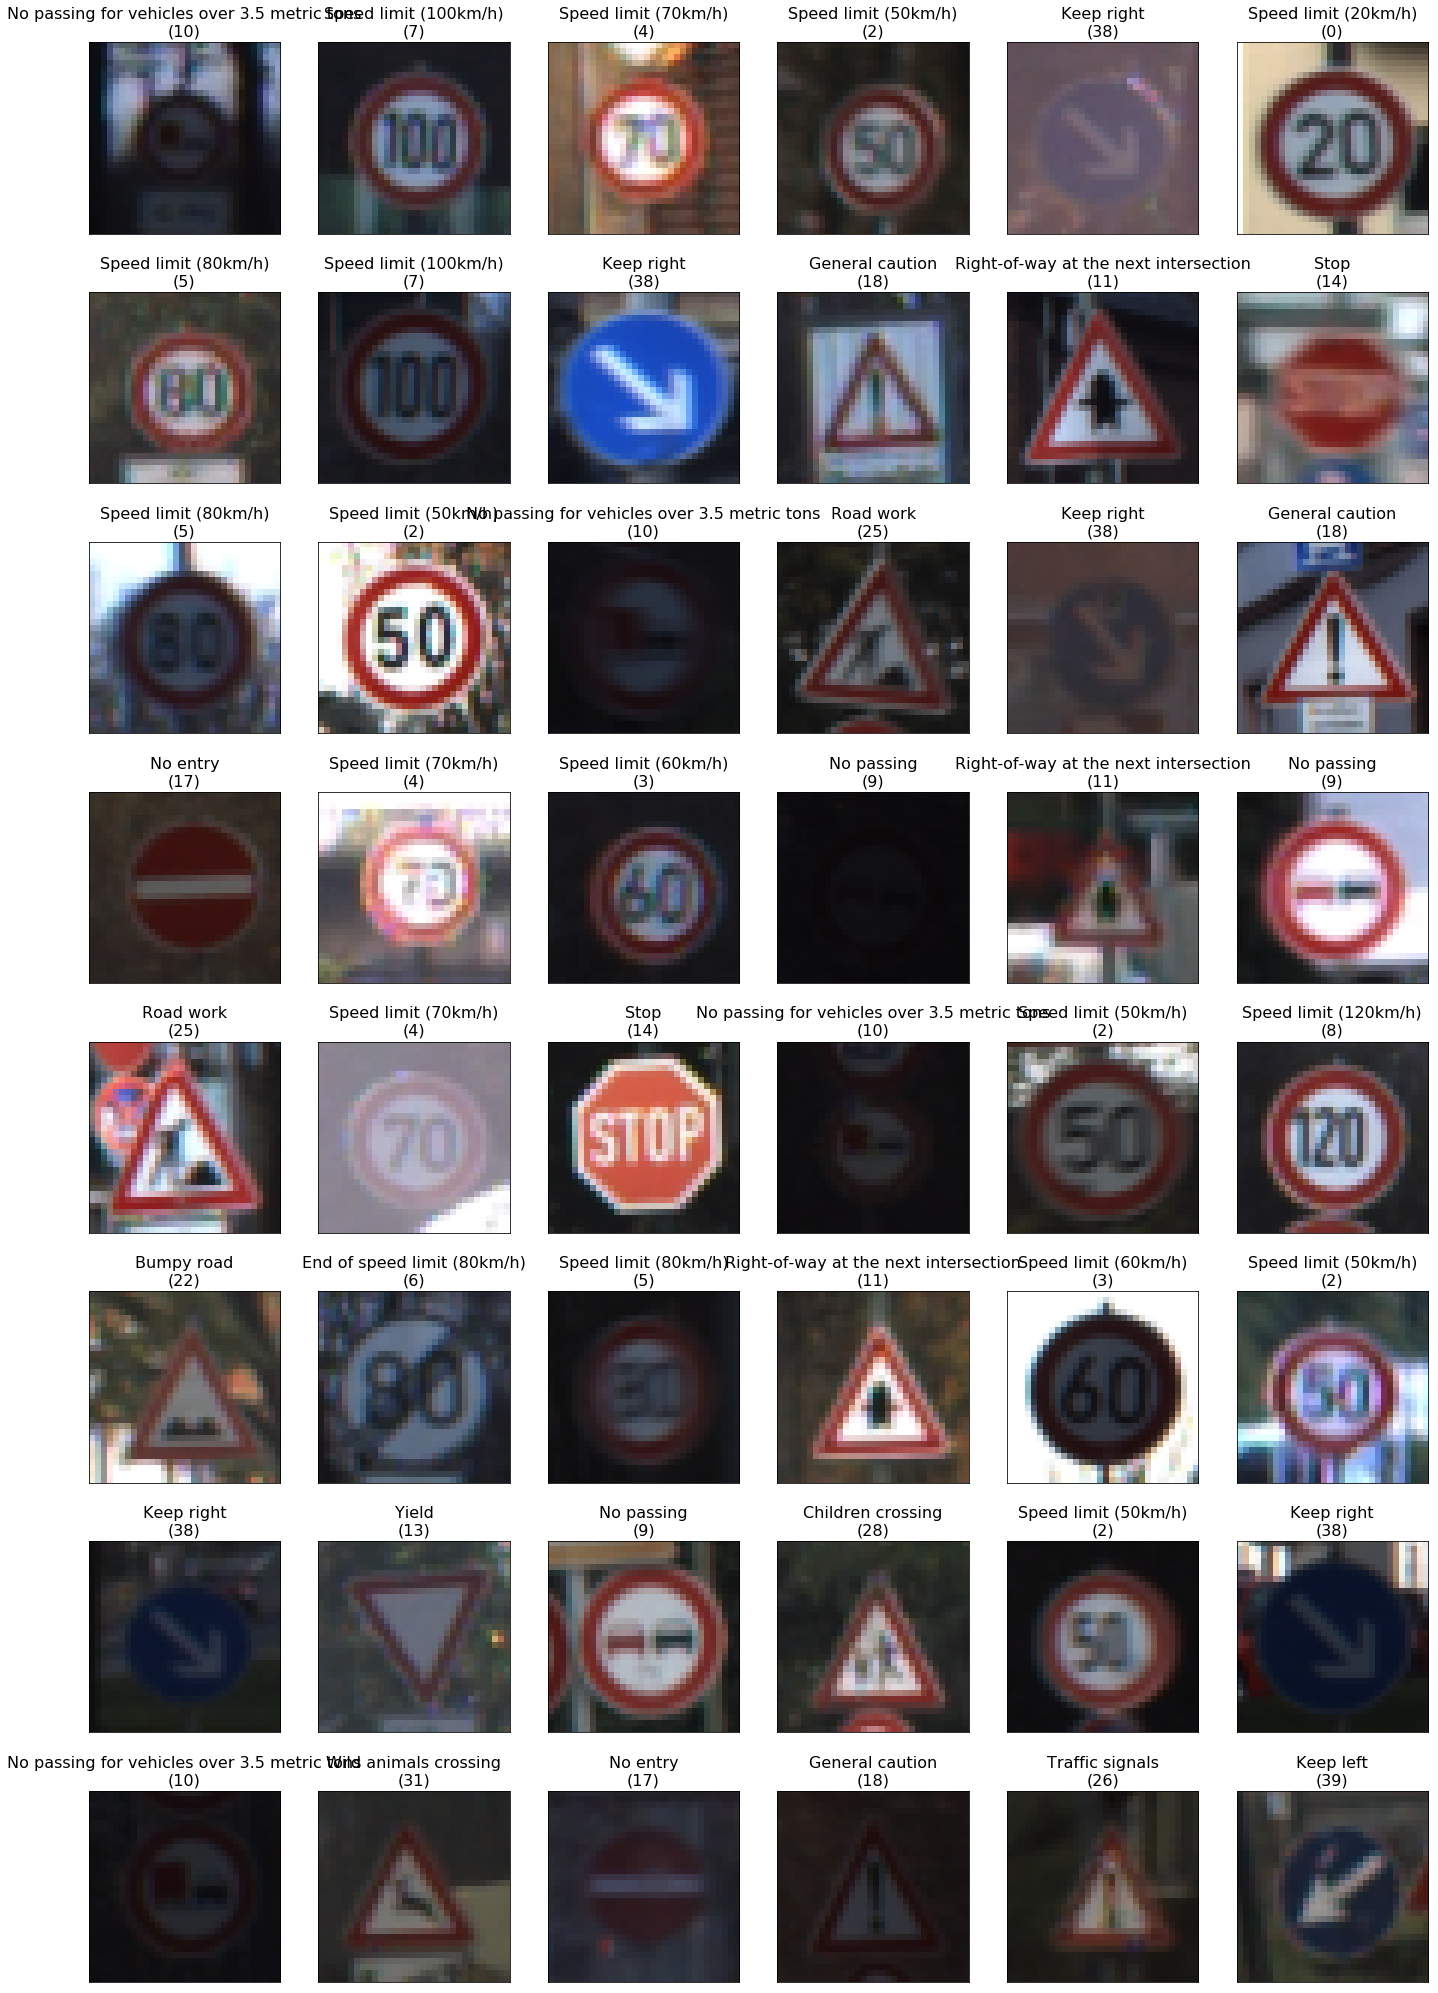 No passing for vehicles over 3.5 metric tons
(10)
Speed limit (100km/h)
(7)
Speed limit (70km/h)
(4)
Speed limit (50km/h)
(2)
Keep right
(38)
Speed limit (20km/h)
(0)
100
70
50
20
Speed limit (80km/h)
(5)
Speed limit (100km/h)
(7)
Keep right
(38)
General caution
(18)
Right-of-way at the next intersection
(11)
Stop
(14)
80
100
Speed limit (80km/h)
(5)
Speed limit (50km/h)
(2)
No passing for vehicles over 3.5 metric tons
(10)
Road work
(25)
Keep right
(38)
General caution
(18)
80
50
No entry
(17)
Speed limit (70km/h)
(4)
Speed limit (60km/h)
(3)
No passing
(9)
Right-of-way at the next intersection
(11)
No passing
(9)
70
60
Road work
(25)
Speed limit (70km/h)
(4)
Stop
(14)
No passing for vehicles over 3.5 metric tons
(10)
Speed limit (50km/h)
(2)
Speed limit (120km/h)
(8)
70
STOP
50
120
Bumpy road
(22)
End of speed limit (80km/h)
(6)
Speed limit (80km/h)
(5)
Right-of-way at the next intersection
(11)
Speed limit (60km/h)
(3)
Speed limit (50km/h)
(2)
80
60
50
Keep right
(38)
Yield
(13)
No passing
(9)
Children crossing
(28)
Speed limit (50km/h)
(2)
Keep right
(38)
50
No passing for vehicles over 3.5 metric tons
(10)
Wild animals crossing
(31)
No entry
(17)
General caution
(18)
Traffic signals
(26)
Keep left
(39)